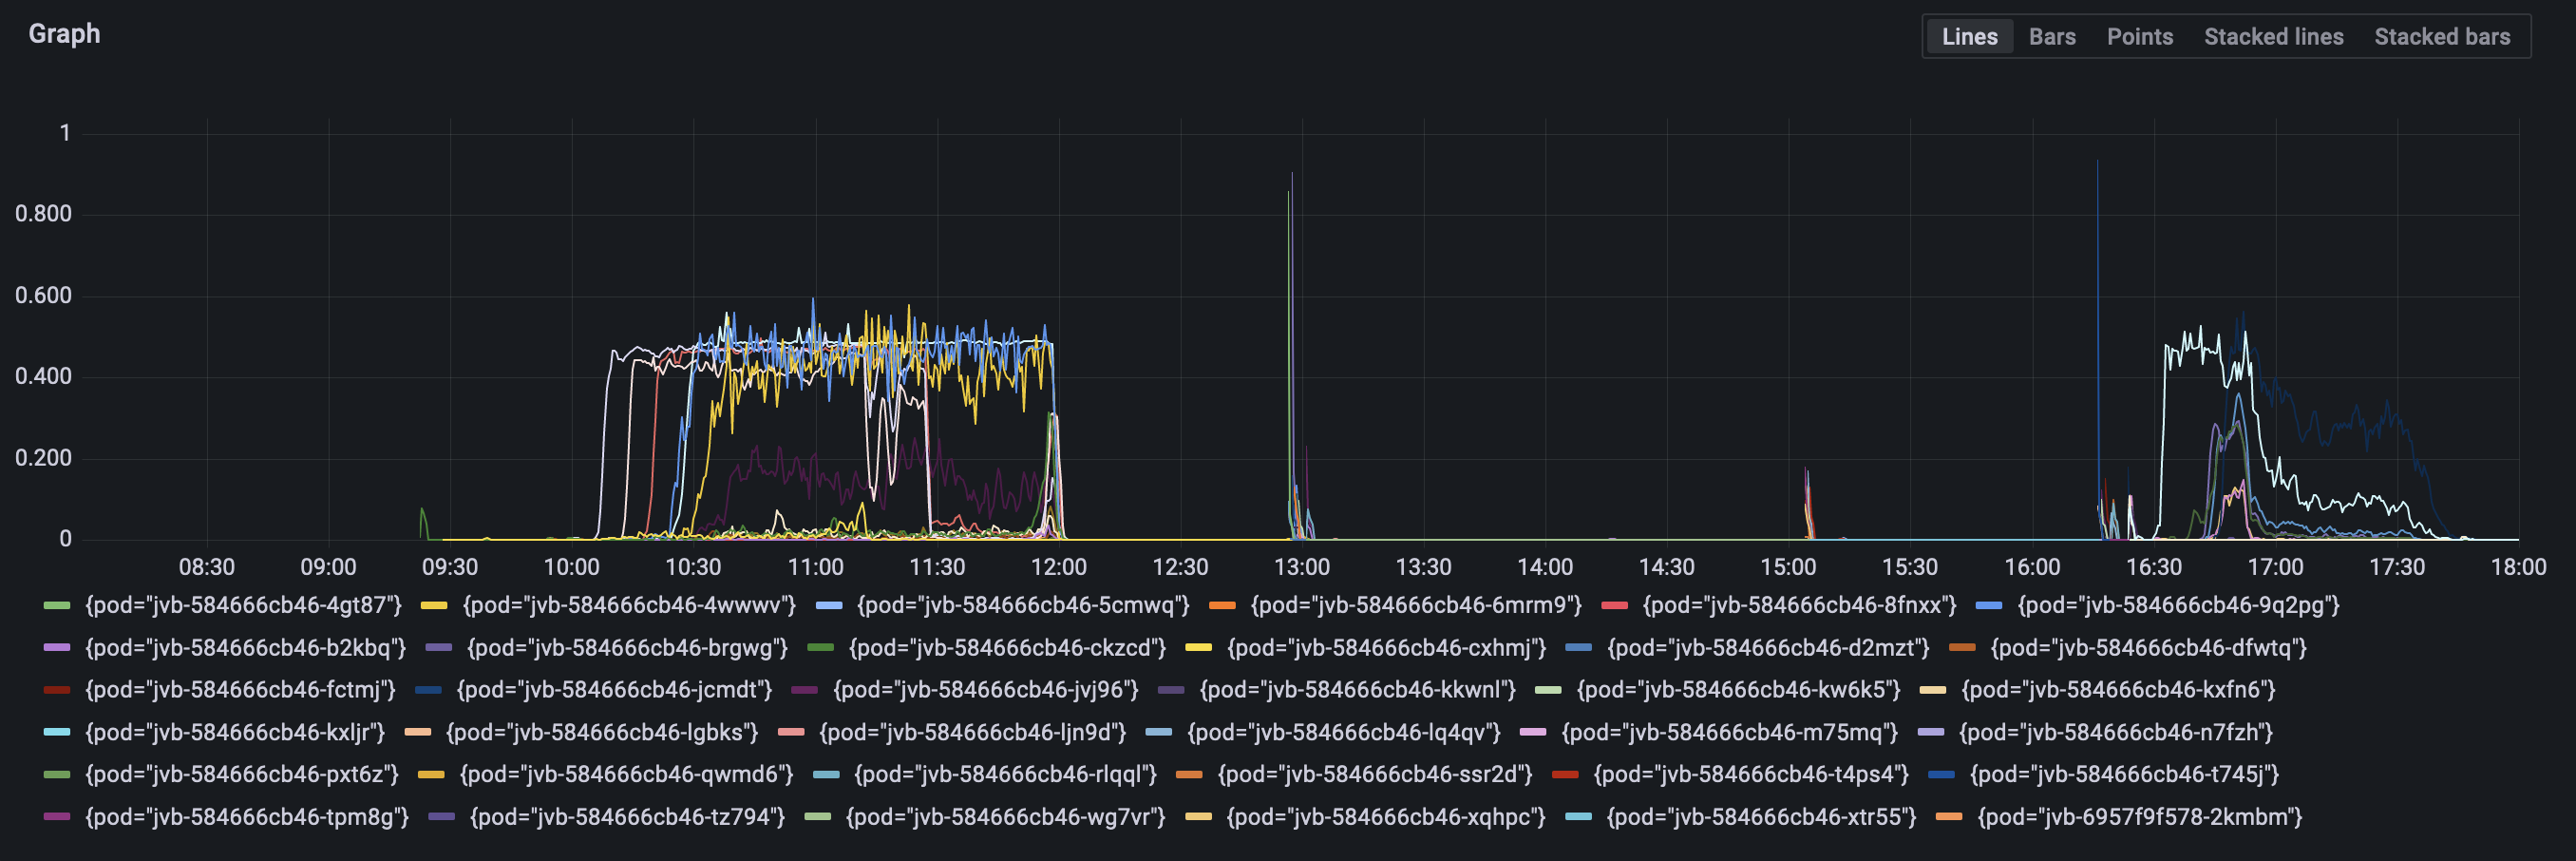 Graph
Lines Bars Points Stacked lines Stacked bars
1
0.800
0.600
0.400
0.200
0
08:30 09:00 09:30 10:00 10:30 11:00 11:30 12:00 12:30 13:00 13:30 14:00 14:30 15:00 15:30 16:00 16:30 17:00 17:30 18:00
{pod="jvb-584666cb46-4gt87"} {pod="jvb-584666cb46-4wwwv"} {pod="jvb-584666cb46-5cmwq"} {pod="jvb-584666cb46-6mrm9"} {pod="jvb-584666cb46-8fnxx"} {pod="jvb-584666cb46-9q2pg"}
{pod="jvb-584666cb46-b2kbq"} {pod="jvb-584666cb46-brgwg"} {pod="jvb-584666cb46-ckzcd"} {pod="jvb-584666cb46-cxhmj"} {pod="jvb-584666cb46-d2mzt"} {pod="jvb-584666cb46-dfwtq"}
{pod="jvb-584666cb46-fctmj"} {pod="jvb-584666cb46-jcmdt"} {pod="jvb-584666cb46-jvj96"} {pod="jvb-584666cb46-kkwnl"} {pod="jvb-584666cb46-kw6k5"} {pod="jvb-584666cb46-kxfn6"}
{pod="jvb-584666cb46-kxljr"} {pod="jvb-584666cb46-lgbks"} {pod="jvb-584666cb46-ljn9d"} {pod="jvb-584666cb46-lq4qv"} {pod="jvb-584666cb46-m75mq"} {pod="jvb-584666cb46-n7fzh"}
{pod="jvb-584666cb46-pxt6z"} {pod="jvb-584666cb46-qwmd6"} {pod="jvb-584666cb46-rlqql"} {pod="jvb-584666cb46-ssr2d"} {pod="jvb-584666cb46-t4ps4"} {pod="jvb-584666cb46-t745j"}
{pod="jvb-584666cb46-tpm8g"} {pod="jvb-584666cb46-tz794"} {pod="jvb-584666cb46-wg7vr"} {pod="jvb-584666cb46-xqhpc"} {pod="jvb-584666cb46-xtr55"} {pod="jvb-6957f9f578-2kmbm"}